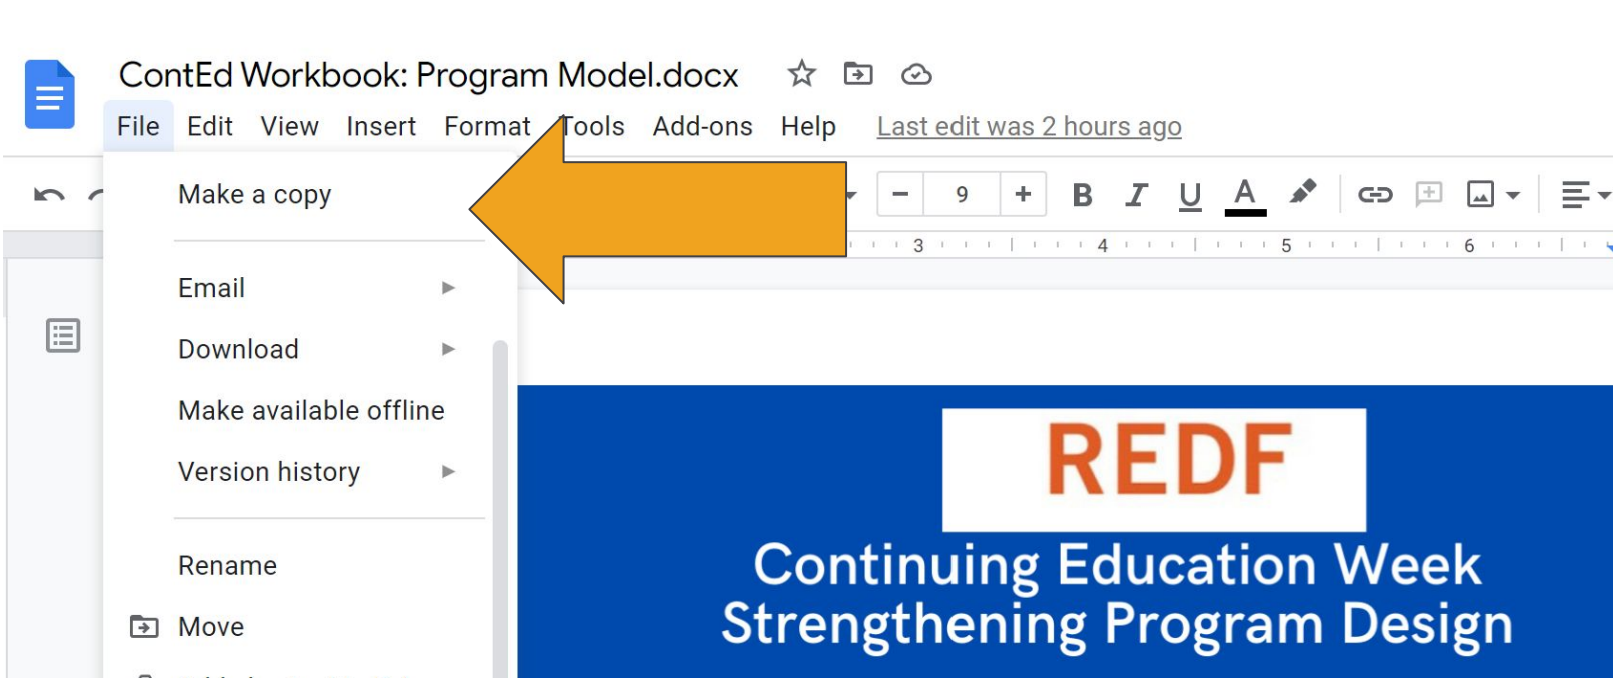 ContEd Workbook: Program Model.docx
File Edit View Insert Format Tools Add-ons Help Last edit was 2 hours ago
Make a copy
9 B I U A
3 4 5 6
Email
Download
Make available offline
Version history
Rename
Move
REDF
Continuing Education Week
Strengthening Program Design